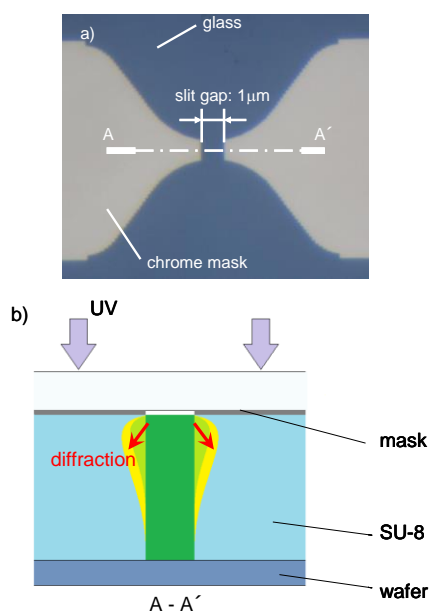 glass
a)
slit gap: 1μm
A A´
chrome mask
b)
UV
mask
diffraction
SU-8
wafer
A - A´